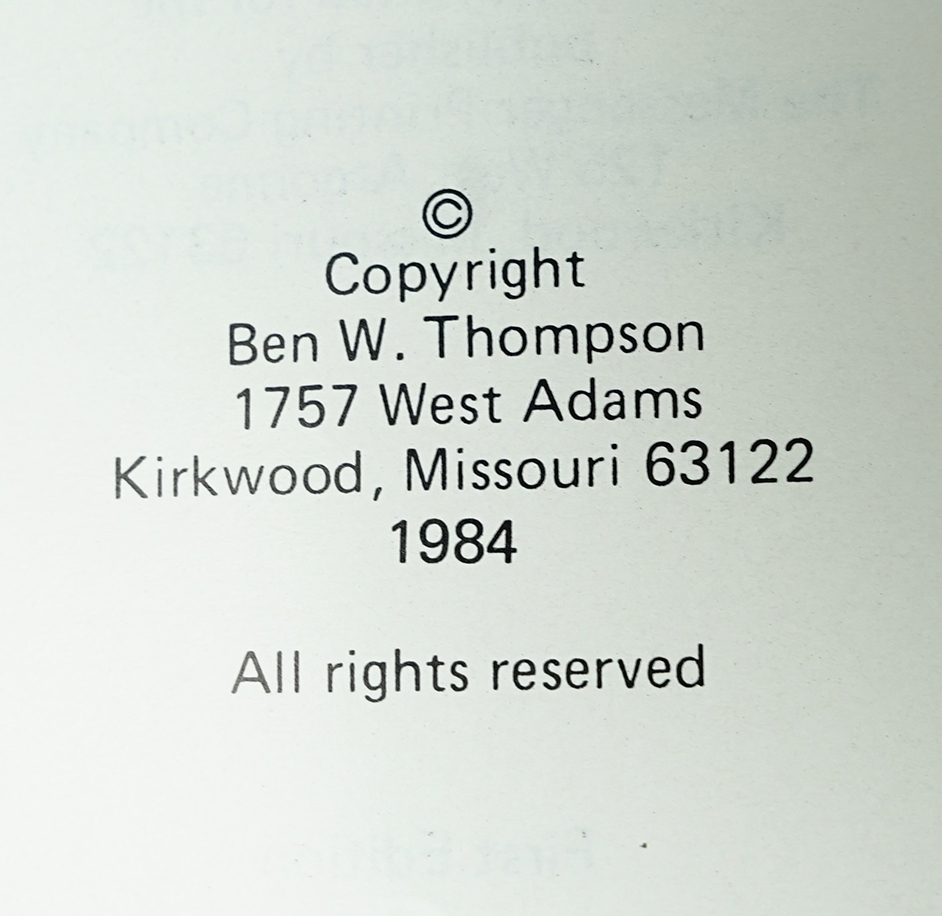 ©
Copyright
Ben W. Thompson
1757 West Adams
Kirkwood, Missouri 63122
1984
All rights reserved